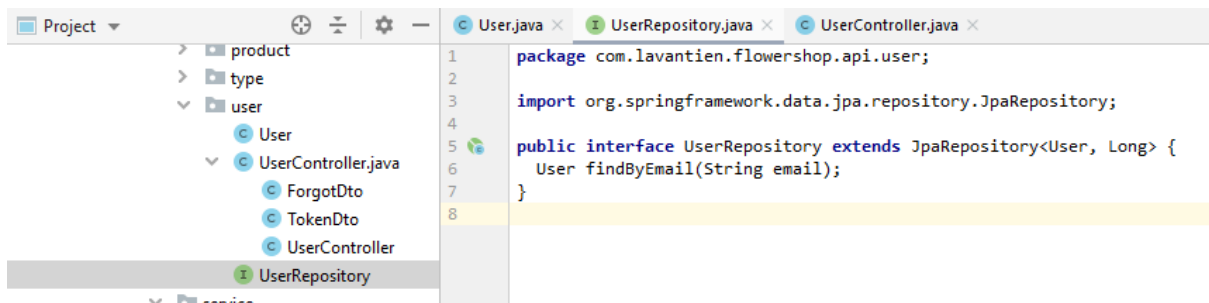 Project
User.java
UserRepository.java
UserController.java
product
type
user
User
UserController.java
ForgotDto
TokenDto
UserController
UserRepository
1 package com.lavantien.flowershop.api.user;
2
3 import org.springframework.data.jpa.repository.JpaRepository;
4
5 public interface UserRepository extends JpaRepository<User, Long> {
6 User findByEmail(String email);
7 }
8